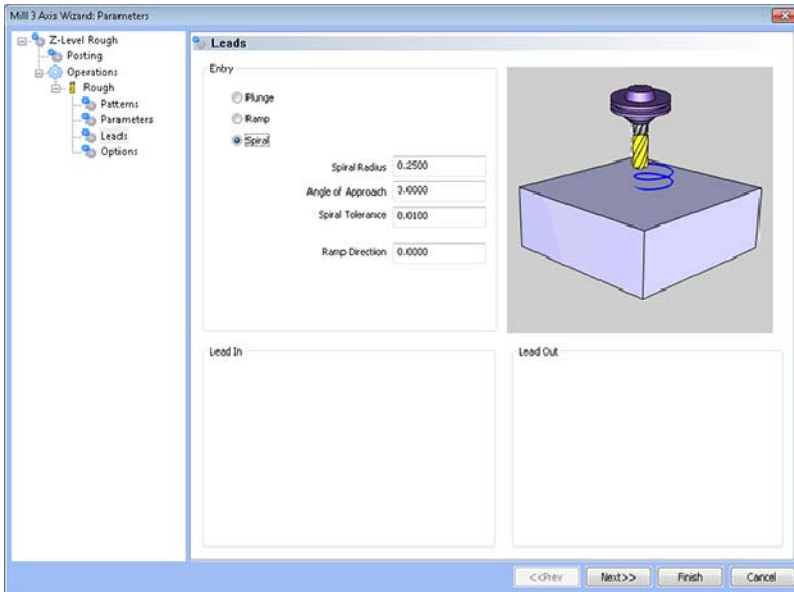 Mill 3 Axis Wizard: Parameters
Z-Level Rough
Posting
Operations
Rough
Patterns
Parameters
Leads
Options
Leads
Entry
Plunge
Ramp
Spiral
Spiral Radius 0.2500
Angle of Approach 3.0000
Spiral Tolerance 0.0100
Ramp Direction 0.0000
Lead In
Lead Out
<<Prev
Next>>
Finish
Cancel